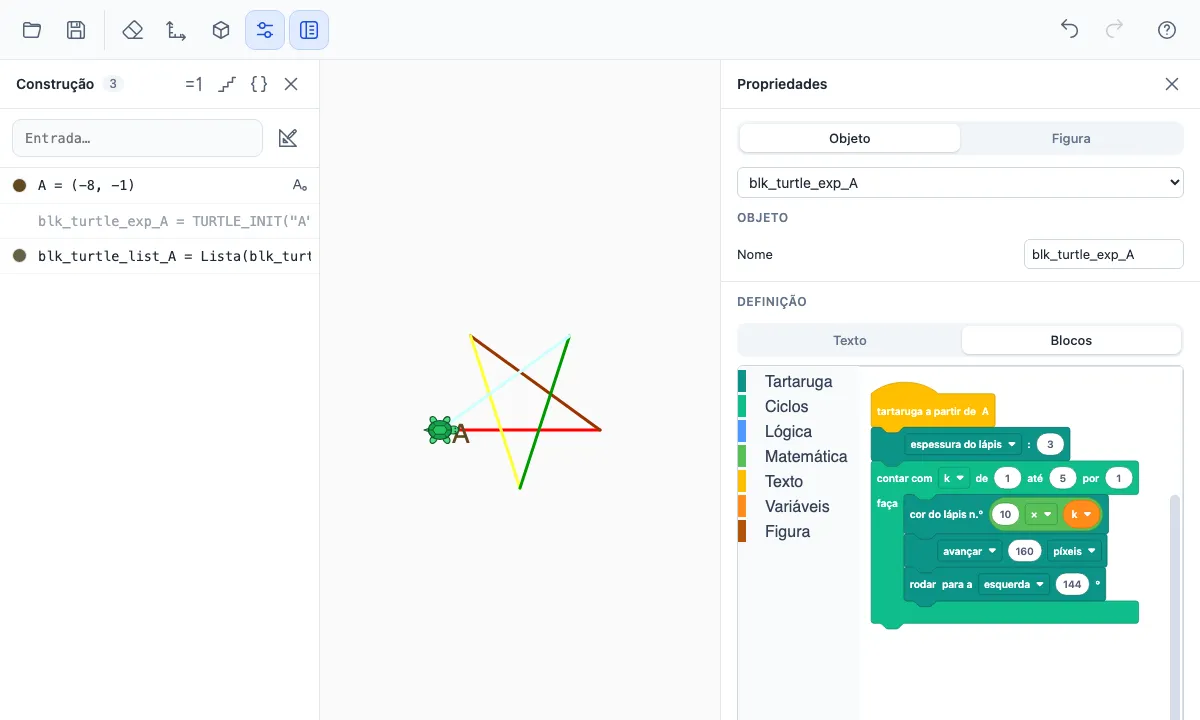 Construção 3
=1
{}
Entrada…
A = (−8, −1)
blk_turtle_exp_A = TURTLE_INIT("A"
blk_turtle_list_A = Lista(blk_turt
A
Propriedades
Objeto
Figura
blk_turtle_exp_A
OBJETO
Nome
blk_turtle_exp_A
DEFINIÇÃO
Texto
Blocos
Tartaruga
Ciclos
Lógica
Matemática
Texto
Variáveis
Figura
tartaruga a partir de A
espessura do lápis : 3
contar com k de 1 até 5 por 1
faça
cor do lápis n.º 10 × k
avançar 160 píxeis
rodar para a esquerda 144 °